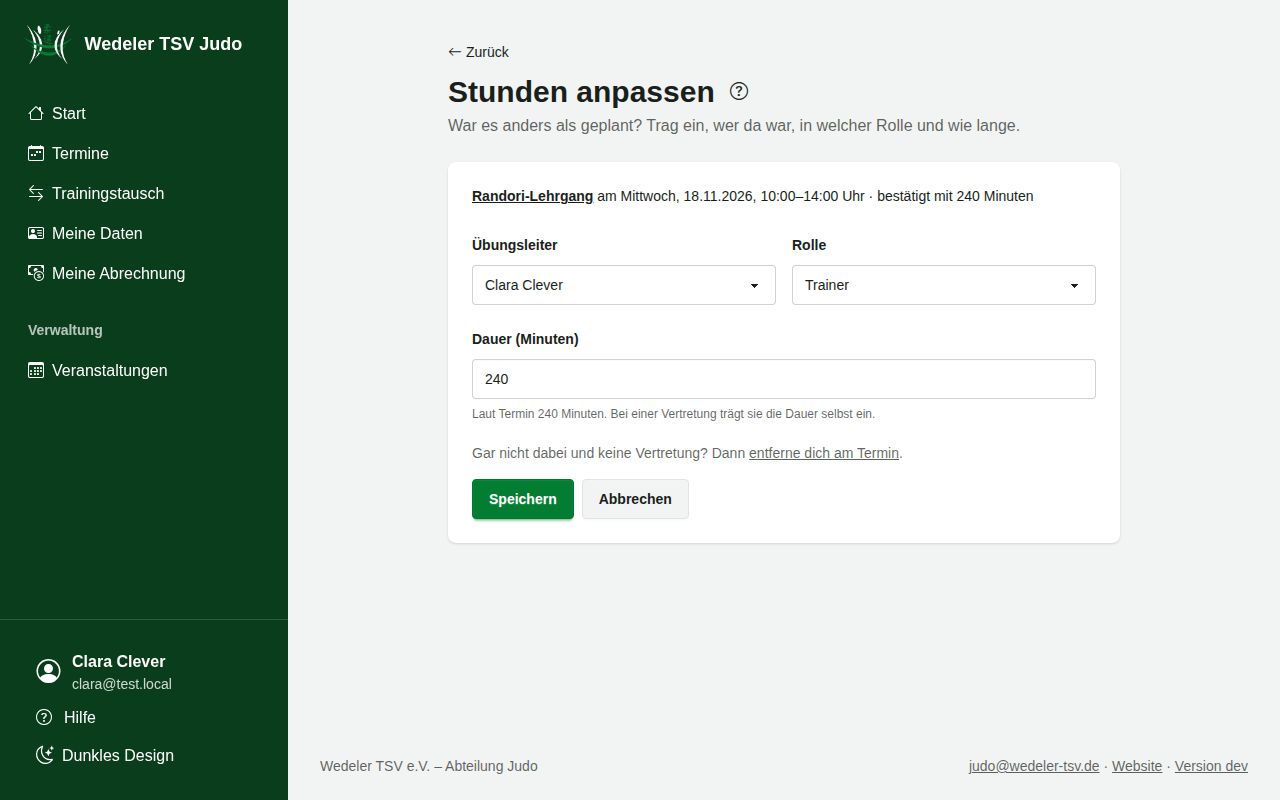 Wedeler TSV Judo
Start
Termine
Trainingstausch
Meine Daten
Meine Abrechnung
Verwaltung
Veranstaltungen
Clara Clever
clara@test.local
Hilfe
Dunkles Design
← Zurück
Stunden anpassen
War es anders als geplant? Trag ein, wer da war, in welcher Rolle und wie lange.
Randori-Lehrgang am Mittwoch, 18.11.2026, 10:00–14:00 Uhr · bestätigt mit 240 Minuten
Übungsleiter
Rolle
Clara Clever
Trainer
Dauer (Minuten)
240
Laut Termin 240 Minuten. Bei einer Vertretung trägt sie die Dauer selbst ein.
Gar nicht dabei und keine Vertretung? Dann entferne dich am Termin.
Speichern
Abbrechen
Wedeler TSV e.V. – Abteilung Judo
judo@wedeler-tsv.de · Website · Version dev